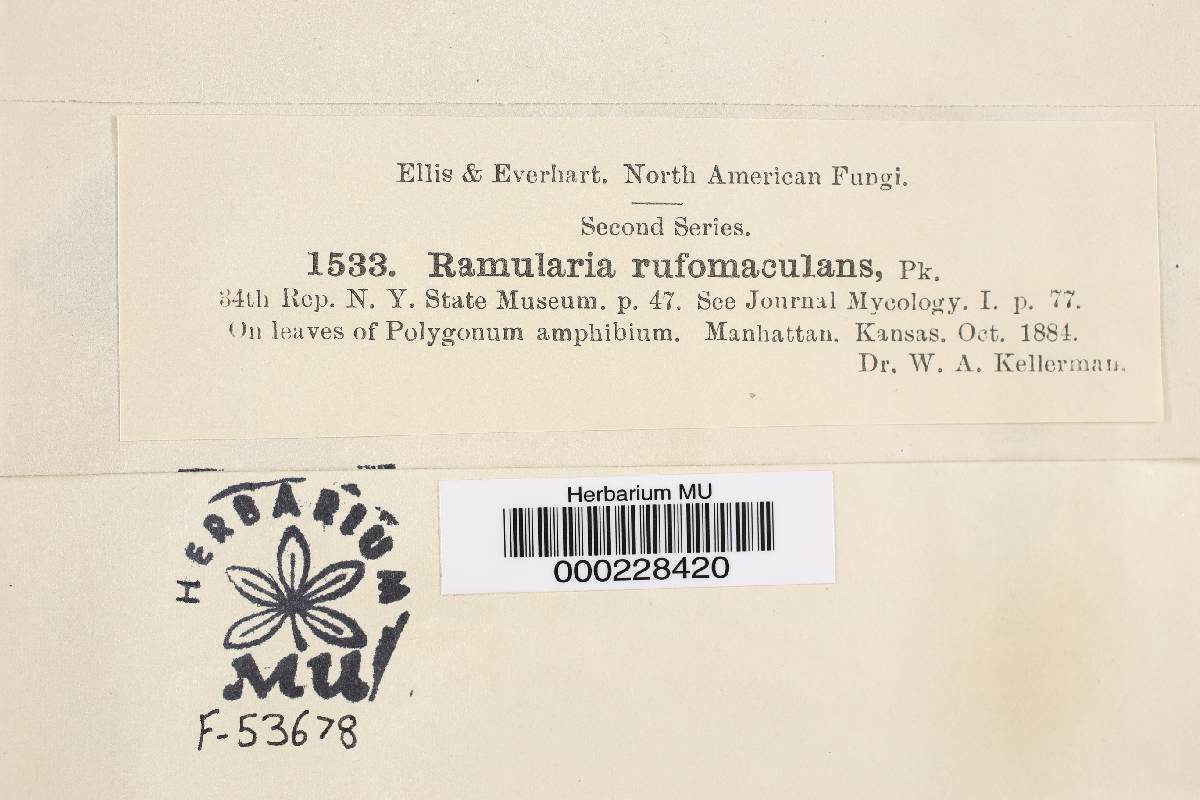 Ellis & Everhart. North American Fungi.
Second Series.
1533. Ramularia rufomaculans, Pk.
34th Rep. N. Y. State Museum. p. 47. See Journal Mycology. I. p. 77.
On leaves of Polygonum amphibium. Manhattan. Kansas. Oct. 1884.
Dr. W. A. Kellerman.
HERBARIUM
MU
F-53678
Herbarium MU
000228420